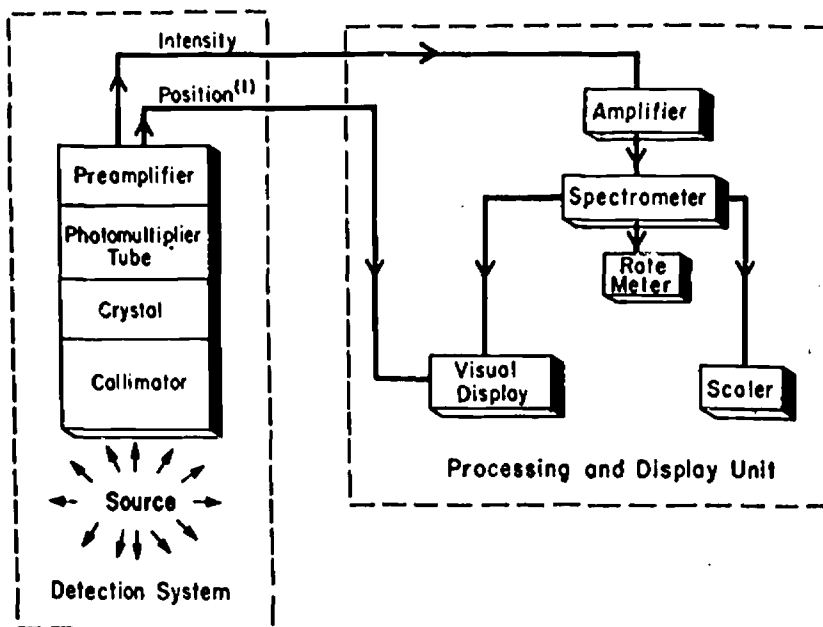 Intensity
Position(1)
Preamplifier
Photomultiplier
Tube
Crystal
Collimator
Source
Detection System
Amplifier
Spectrometer
Rate
Meter
Visual
Display
Scaler
Processing and Display Unit